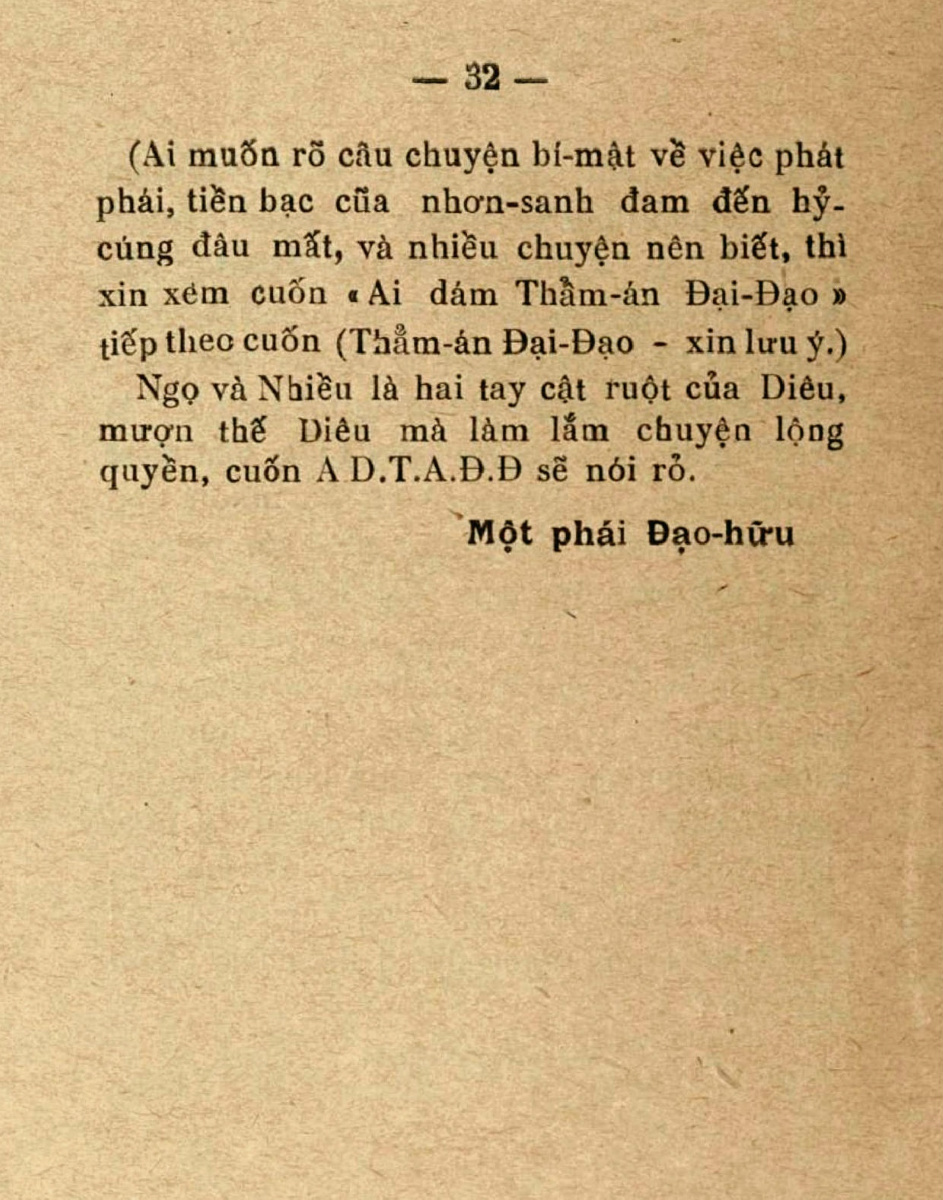 — 32 —
(Ai muốn rõ câu chuyện bí-mật về việc phát
phái, tiền bạc cũa nhơn-sanh đam đến hỷ-
cúng đâu mất, và nhiều chuyện nên biết, thì
xin xem cuốn « Ai dám Thẩm-án Đại-Đạo »
tiếp theo cuốn (Thẩm-án Đại-Đạo - xin lưu ý.)
Ngọ và Nhiều là hai tay cật ruột của Diêu,
mượn thế Diêu mà làm lắm chuyện lộng
quyền, cuốn A D.T.A.Đ.Đ sẽ nói rỏ.
Một phái Đạo-hữu